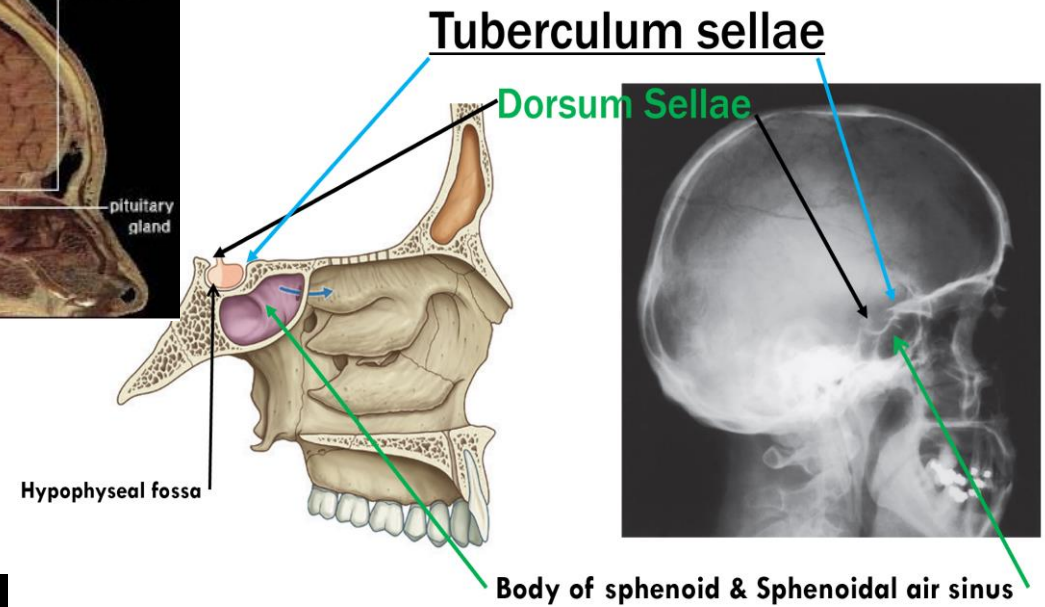 Tuberculum sellae
Dorsum Sellae
pituitary
gland
Hypophyseal fossa
Body of sphenoid & Sphenoidal air sinus